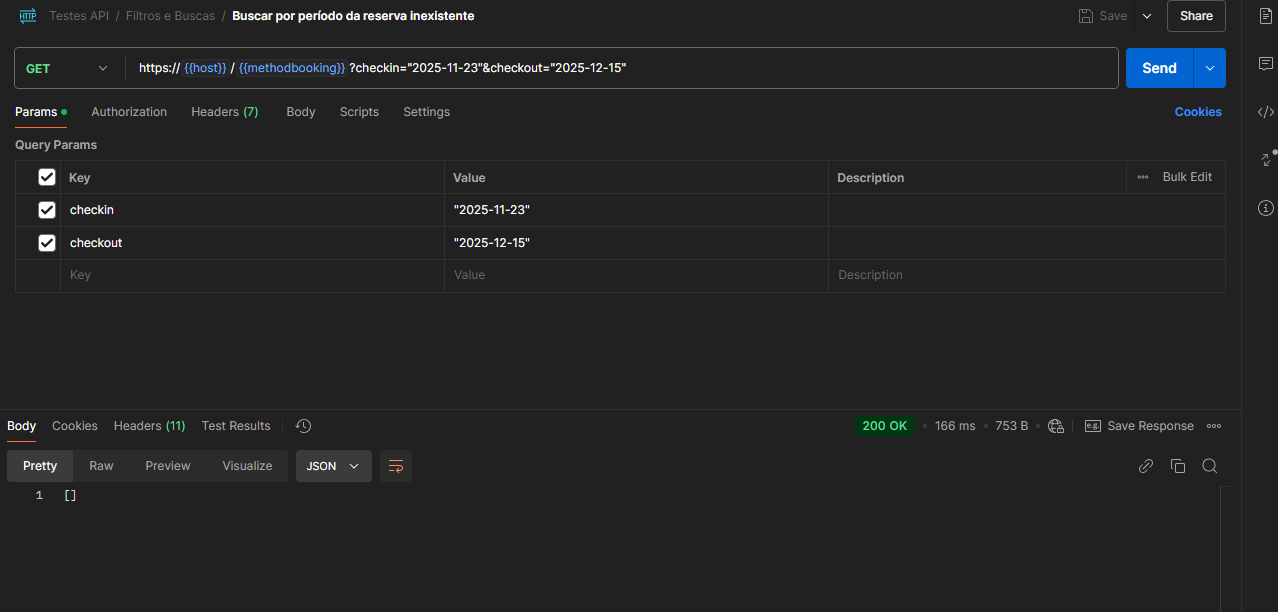 HTTP Testes API / Filtros e Buscas / Buscar por período da reserva inexistente Save Share
GET https:// {{host}} / {{methodbooking}} ?checkin="2025-11-23"&checkout="2025-12-15" Send
Params Authorization Headers (7) Body Scripts Settings Cookies
Query Params
Key Value Description Bulk Edit
checkin "2025-11-23"
checkout "2025-12-15"
Key Value Description
Body Cookies Headers (11) Test Results 200 OK 166 ms 753 B e.g. Save Response
Pretty Raw Preview Visualize JSON
1 []